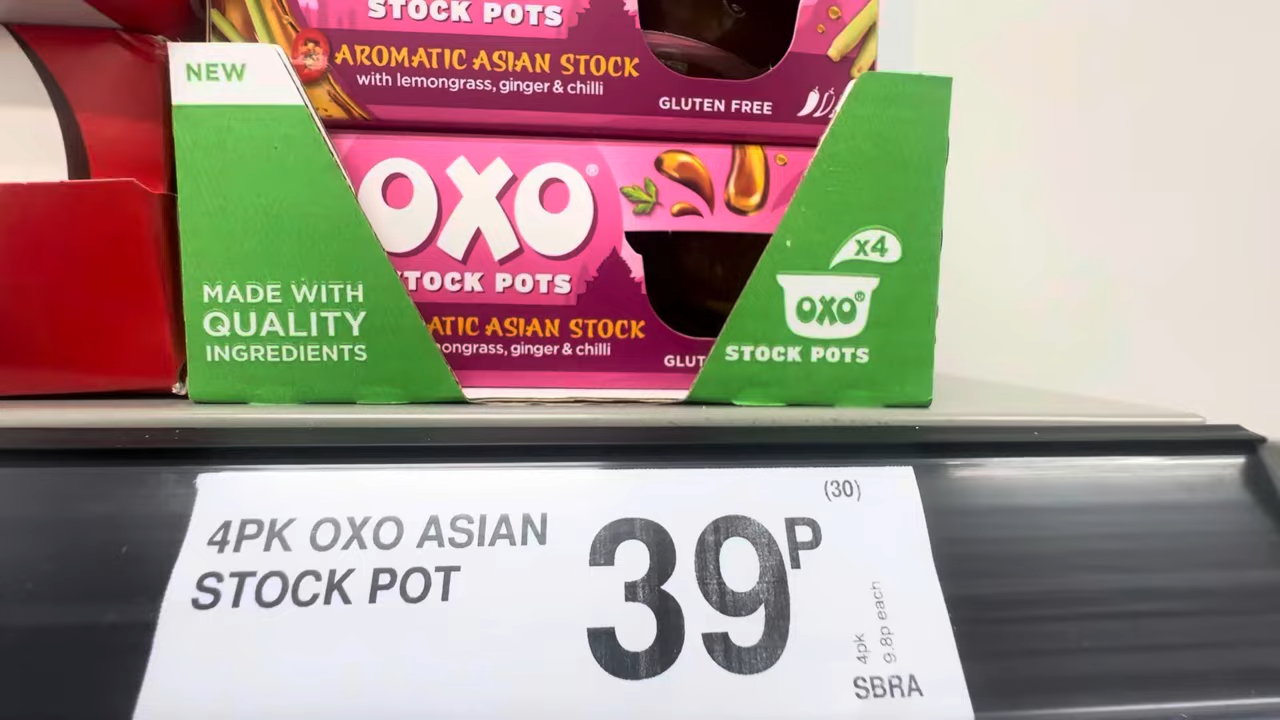 STOCK POTS
AROMATIC ASIAN STOCK
with lemongrass, ginger & chilli
GLUTEN FREE
NEW
MADE WITH
QUALITY
INGREDIENTS
OXO®
STOCK POTS
ATIC ASIAN STOCK
ongrass, ginger & chilli
GLUT
x4
OXO®
STOCK POTS
4PK OXO ASIAN
STOCK POT
39P
(30)
4pk
9.8p each
SBRA